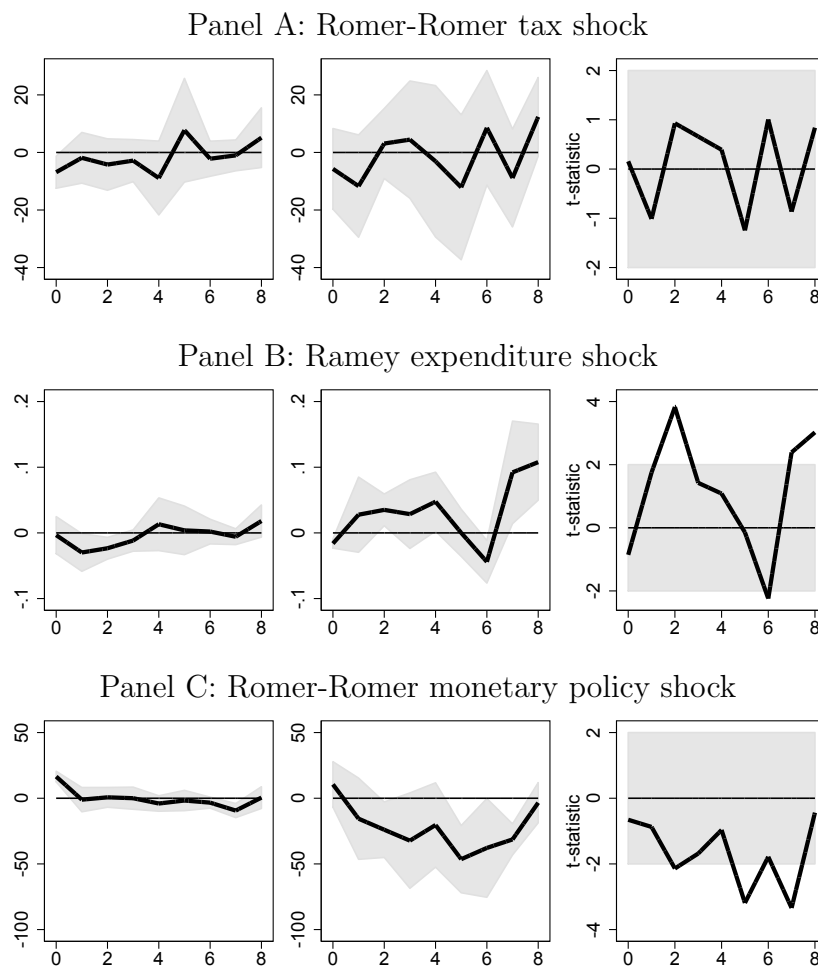 Panel A: Romer-Romer tax shock
20
0
-20
-40
0 2 4 6 8
20
0
-20
-40
0 2 4 6 8
t-statistic
2
1
0
-1
-2
0 2 4 6 8
Panel B: Ramey expenditure shock
.2
.1
0
-.1
0 2 4 6 8
.2
.1
0
-.1
0 2 4 6 8
t-statistic
4
2
0
-2
0 2 4 6 8
Panel C: Romer-Romer monetary policy shock
50
0
-50
-100
0 2 4 6 8
50
0
-50
-100
0 2 4 6 8
t-statistic
2
0
-2
-4
0 2 4 6 8